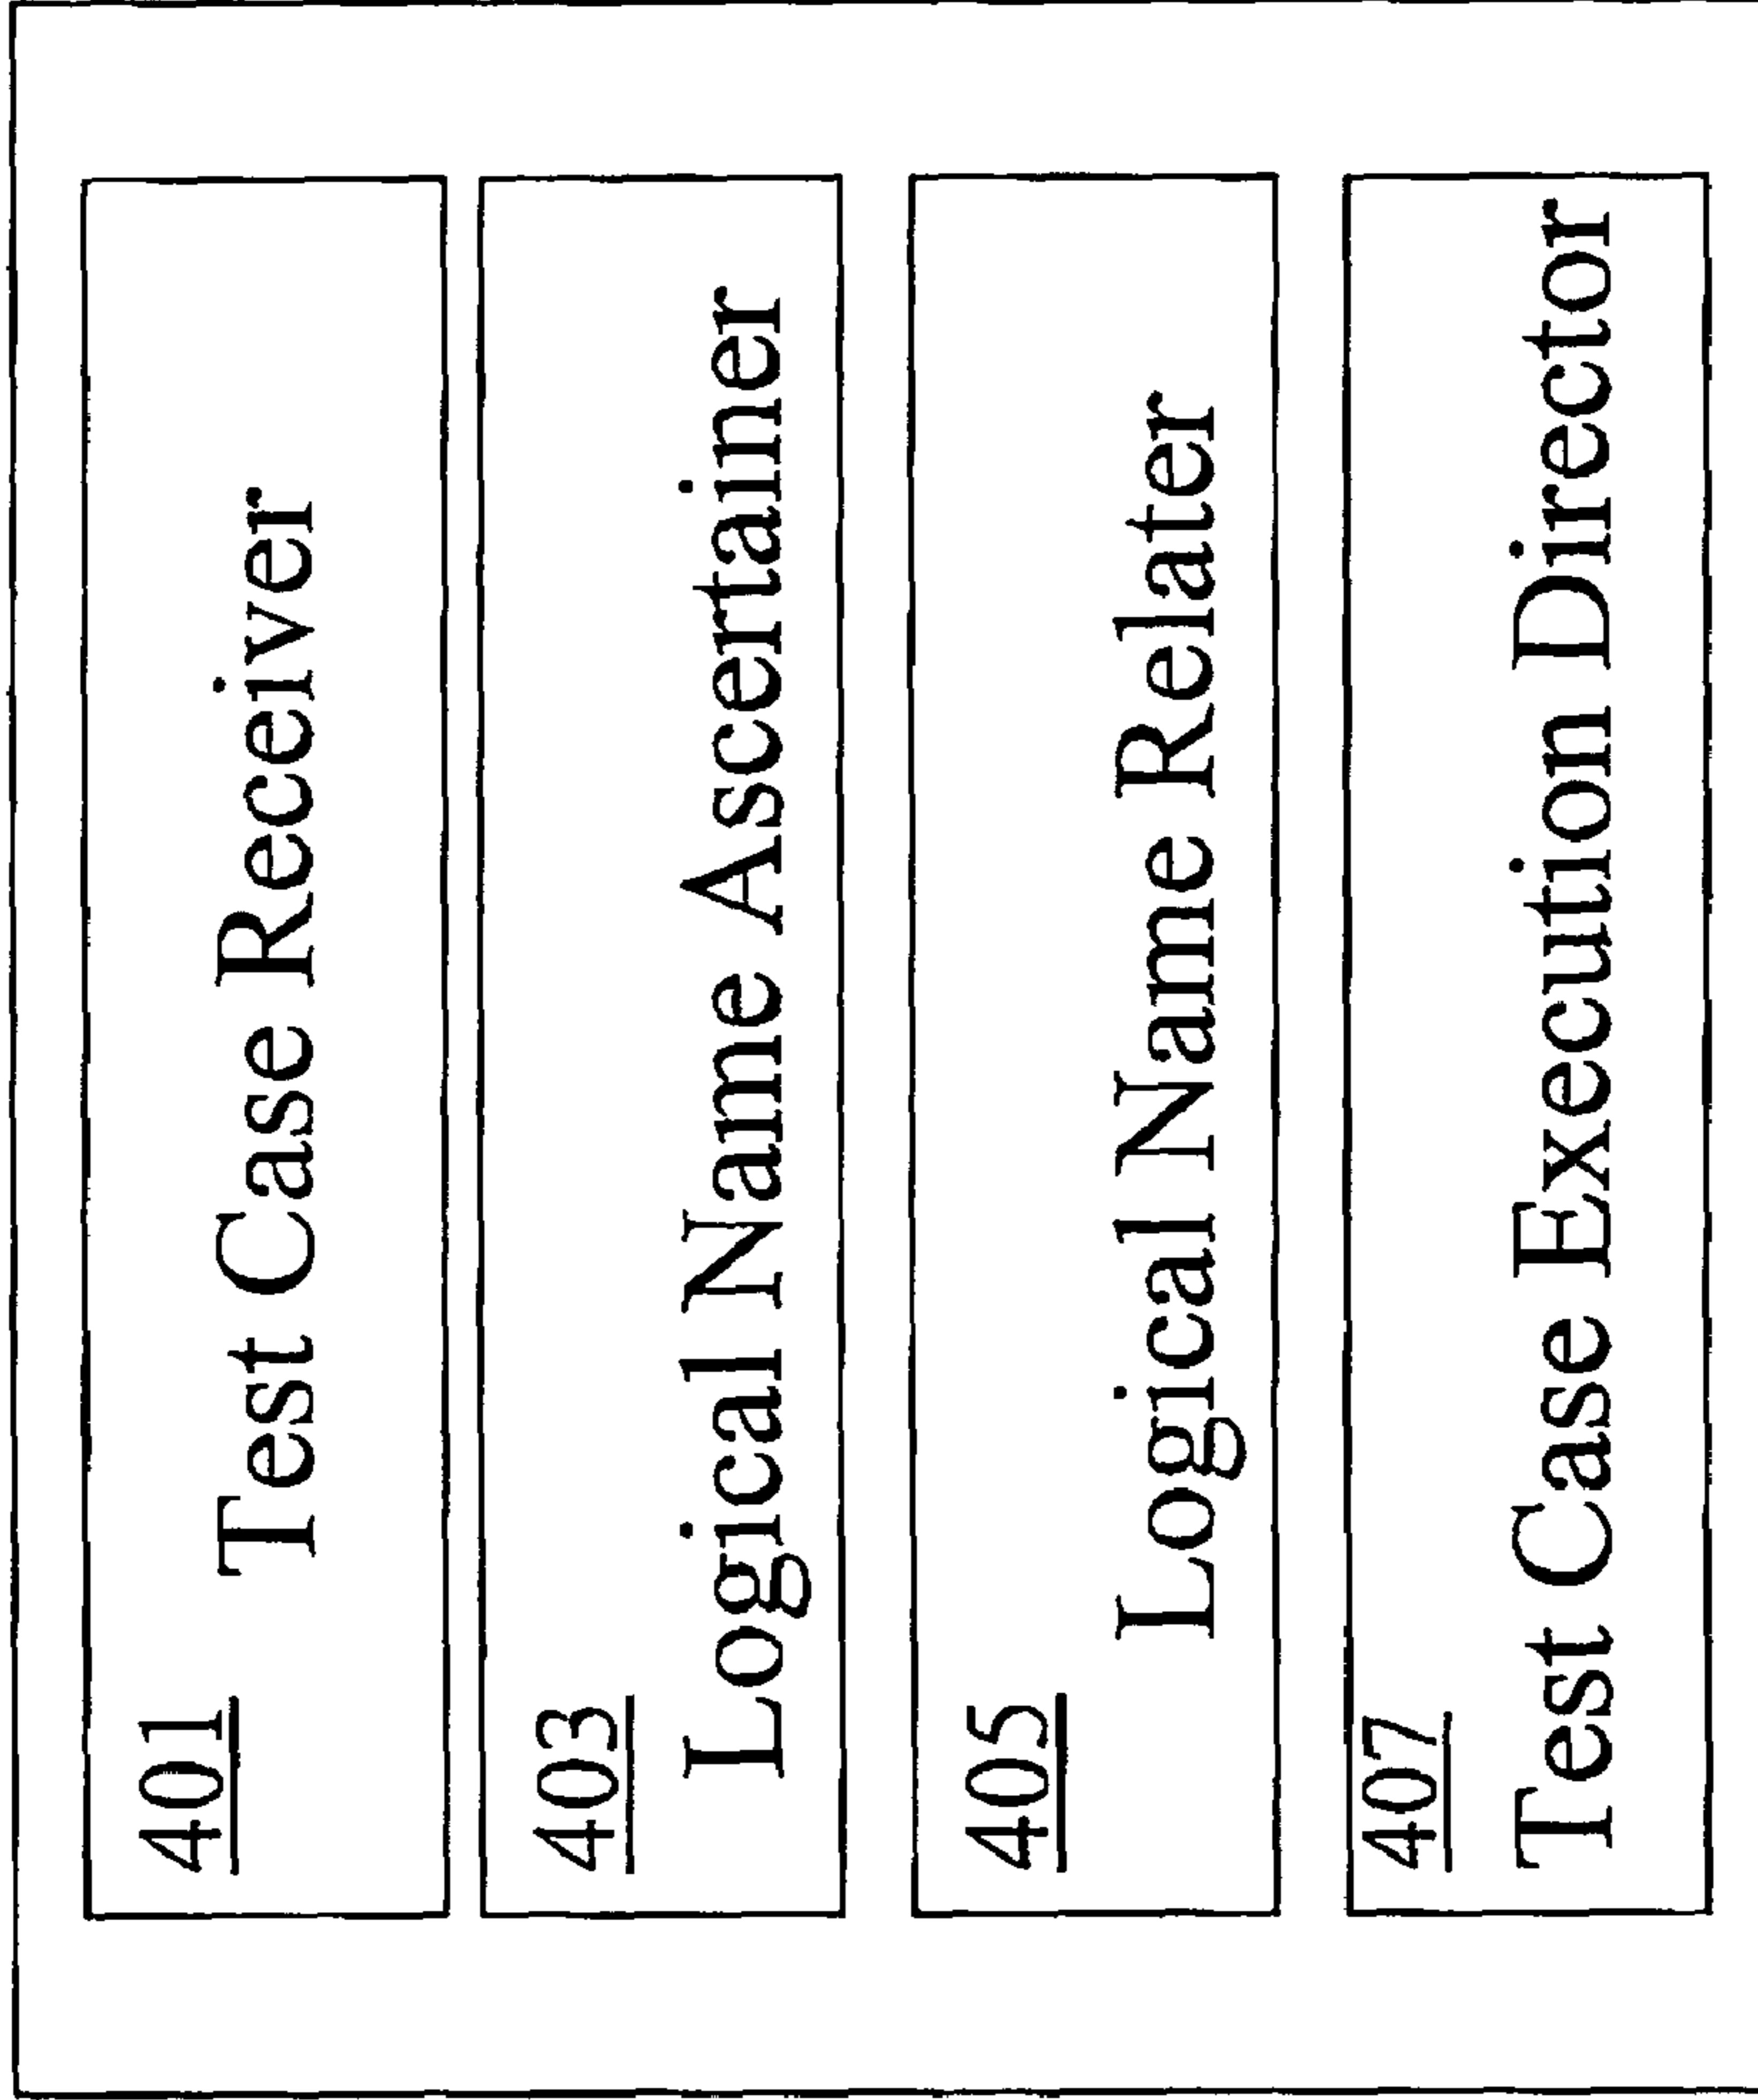 401
Test Case Receiver
403
Logical Name Ascertainer
405
Logical Name Relater
407
Test Case Execution Director